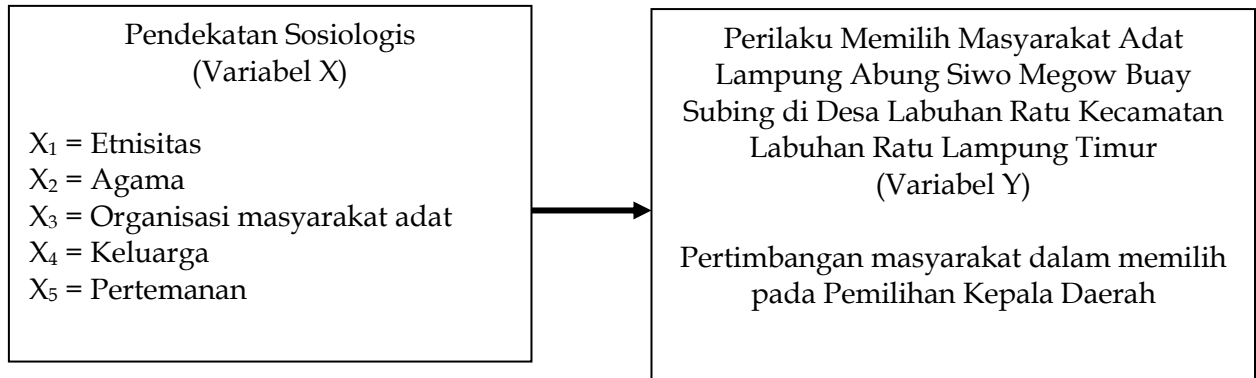 Pendekatan Sosiologis
(Variabel X)
X₁ = Etnisitas
X₂ = Agama
X₃ = Organisasi masyarakat adat
X₄ = Keluarga
X₅ = Pertemanan
Perilaku Memilih Masyarakat Adat
Lampung Abung Siwo Megow Buay
Subing di Desa Labuhan Ratu Kecamatan
Labuhan Ratu Lampung Timur
(Variabel Y)
Pertimbangan masyarakat dalam memilih
pada Pemilihan Kepala Daerah